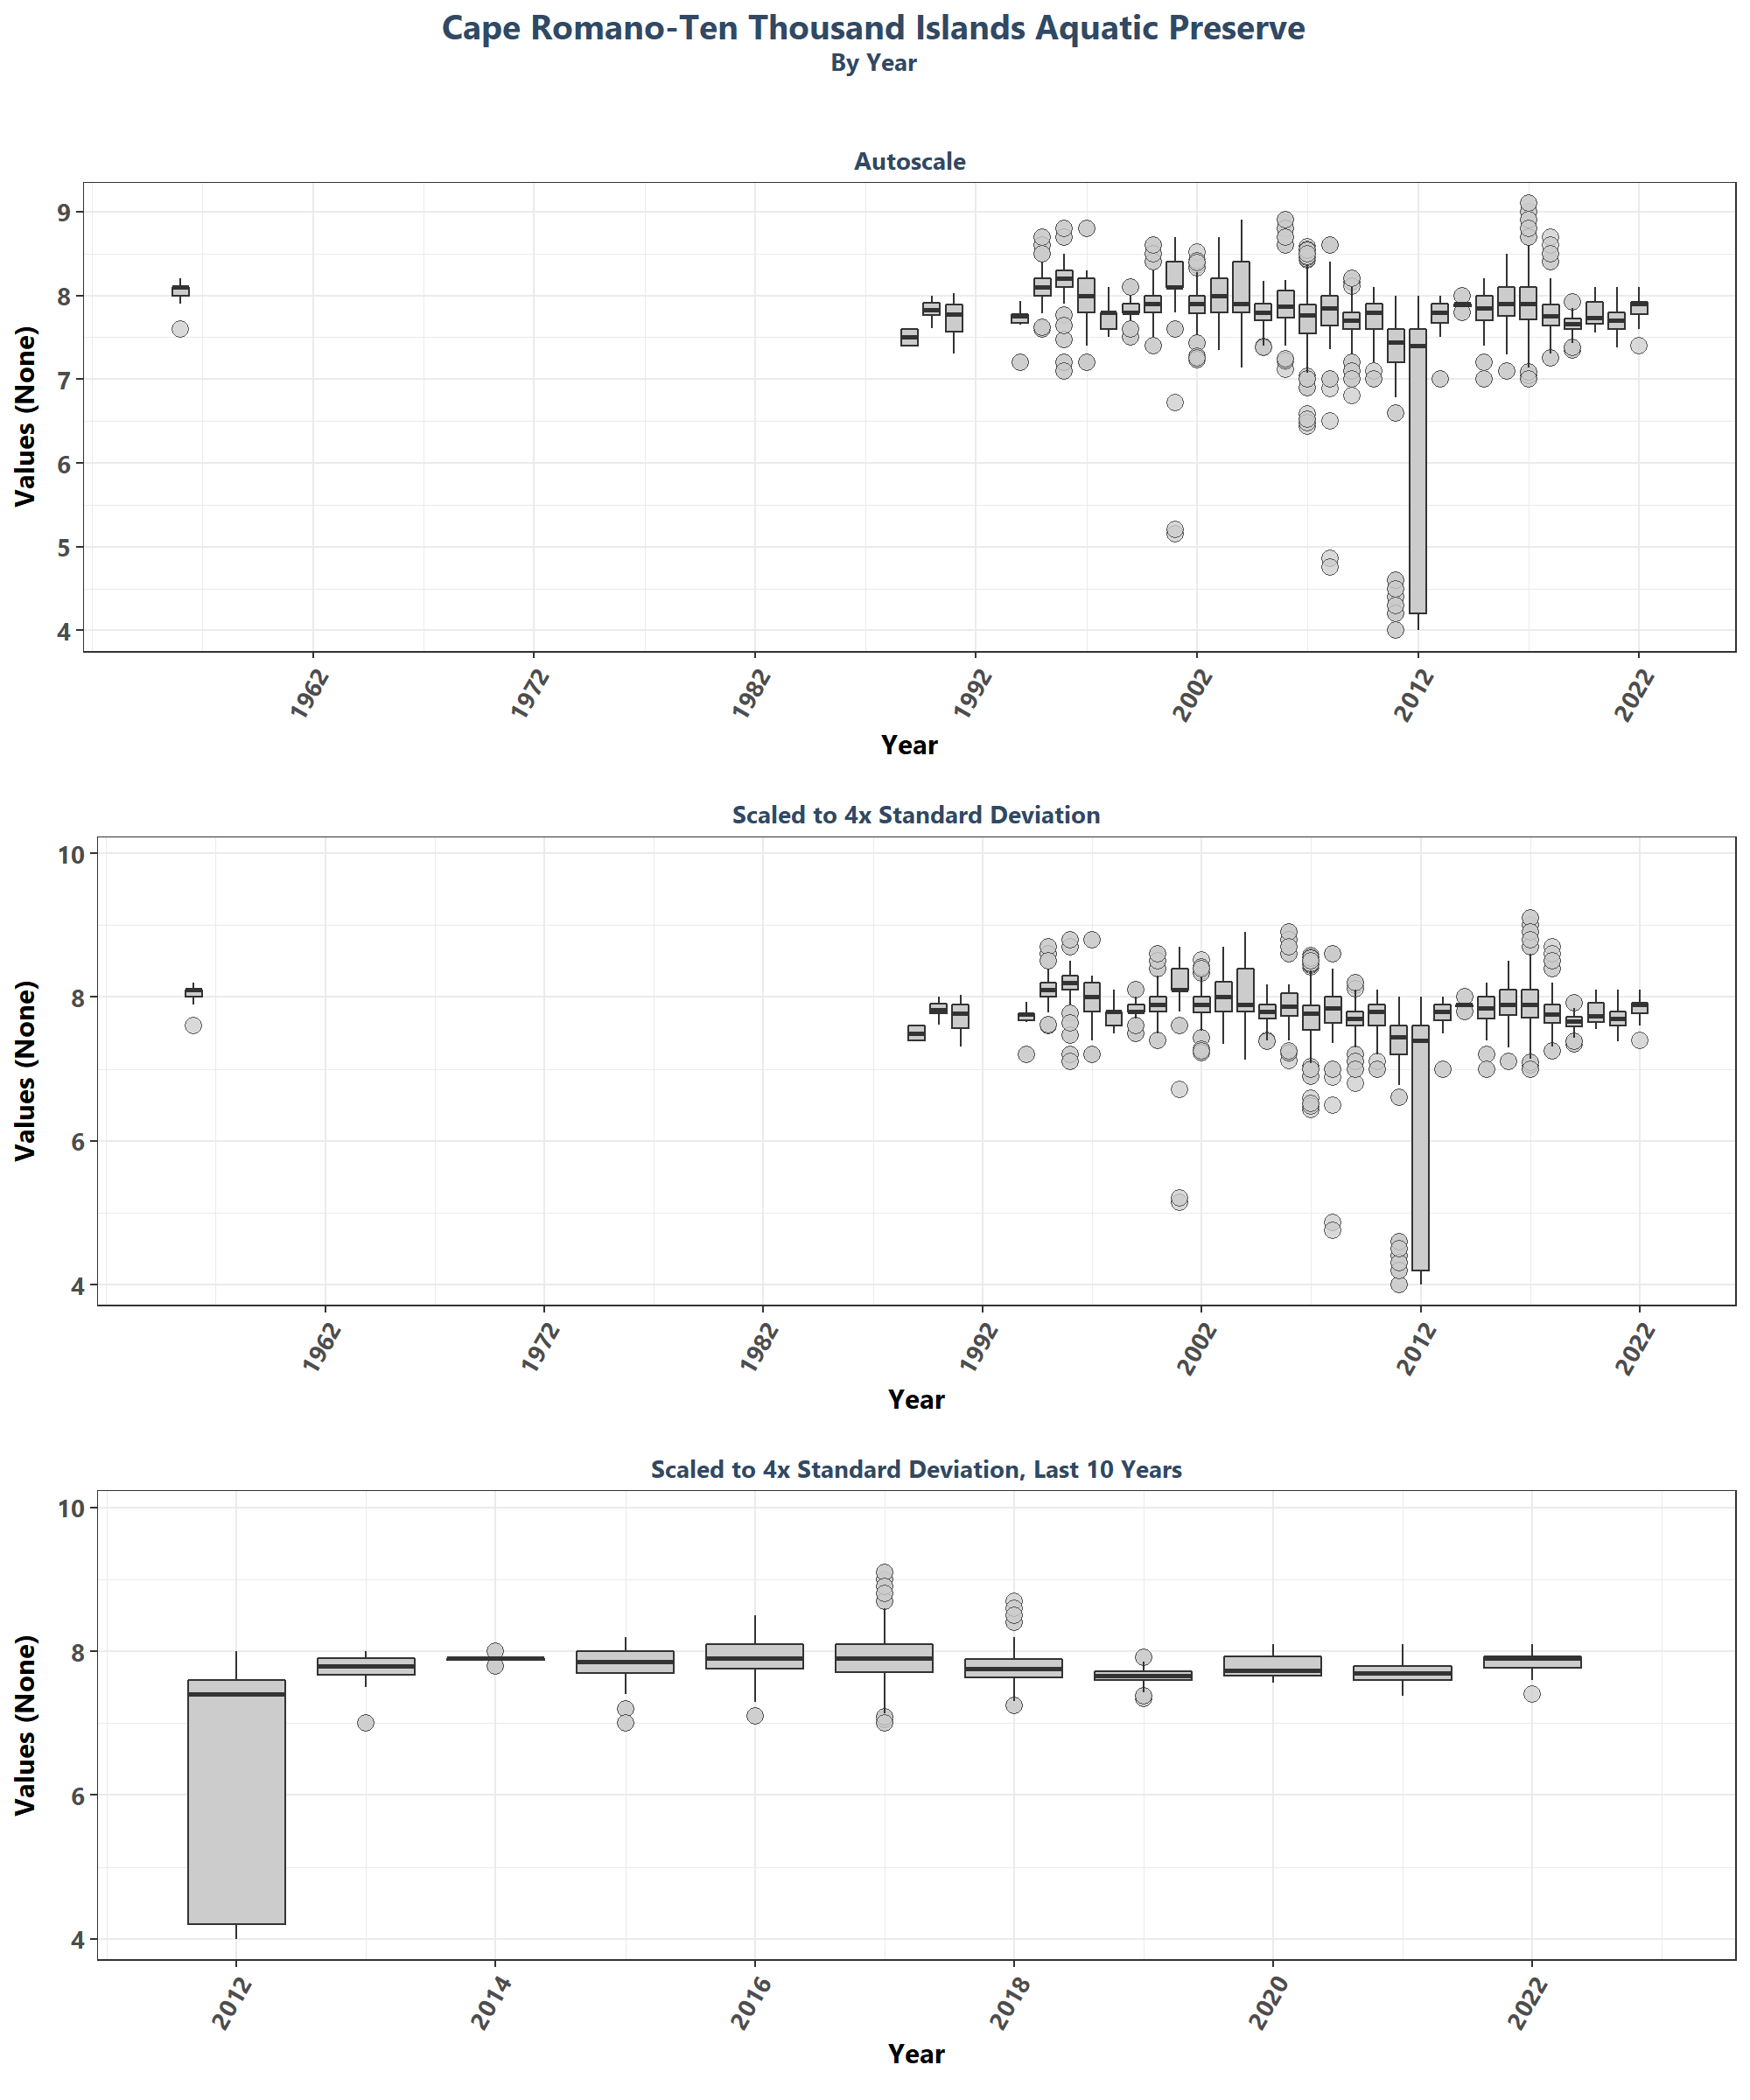 Cape Romano-Ten Thousand Islands Aquatic Preserve
By Year
Autoscale
Values (None)
9
8
7
6
5
4
1962 1972 1982 1992 2002 2012 2022
Year
Scaled to 4x Standard Deviation
Values (None)
10
8
6
4
1962 1972 1982 1992 2002 2012 2022
Year
Scaled to 4x Standard Deviation, Last 10 Years
Values (None)
10
8
6
4
2012 2014 2016 2018 2020 2022
Year